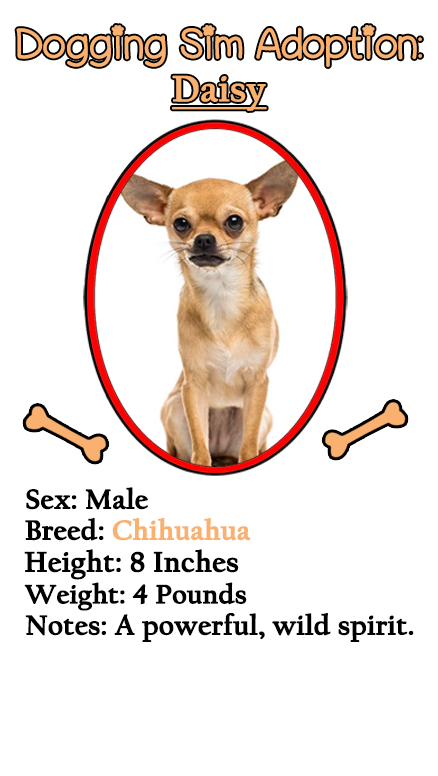 Dogging Sim Adoption:
Daisy
Sex: Male
Breed: Chihuahua
Height: 8 Inches
Weight: 4 Pounds
Notes: A powerful, wild spirit.